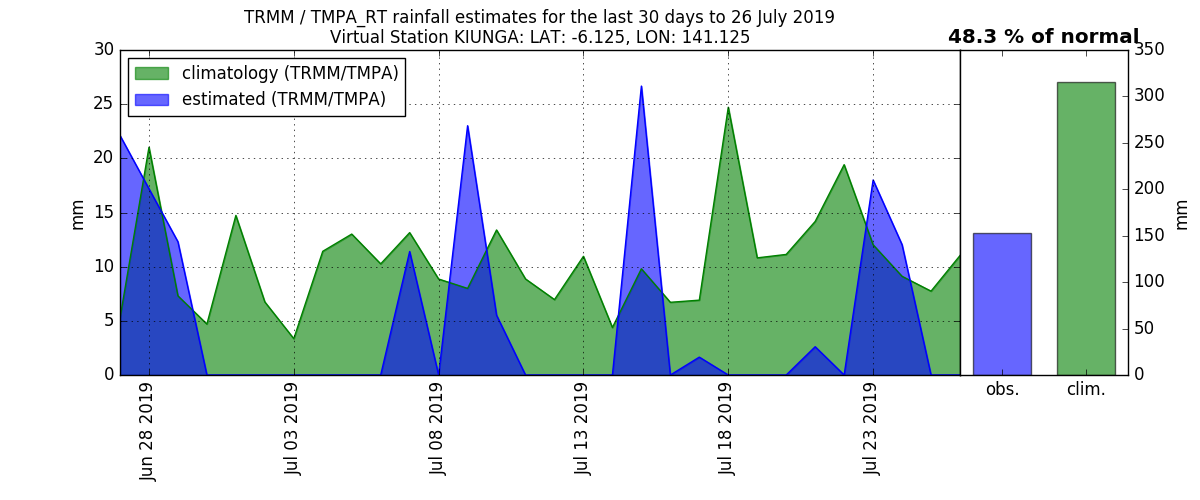 TRMM / TMPA_RT rainfall estimates for the last 30 days to 26 July 2019
Virtual Station KIUNGA: LAT: -6.125, LON: 141.125
48.3 % of normal
climatology (TRMM/TMPA)
estimated (TRMM/TMPA)
30
25
20
15
10
5
0
mm
Jun 28 2019
Jul 03 2019
Jul 08 2019
Jul 13 2019
Jul 18 2019
Jul 23 2019
obs.
clim.
350
300
250
200
150
100
50
0
mm